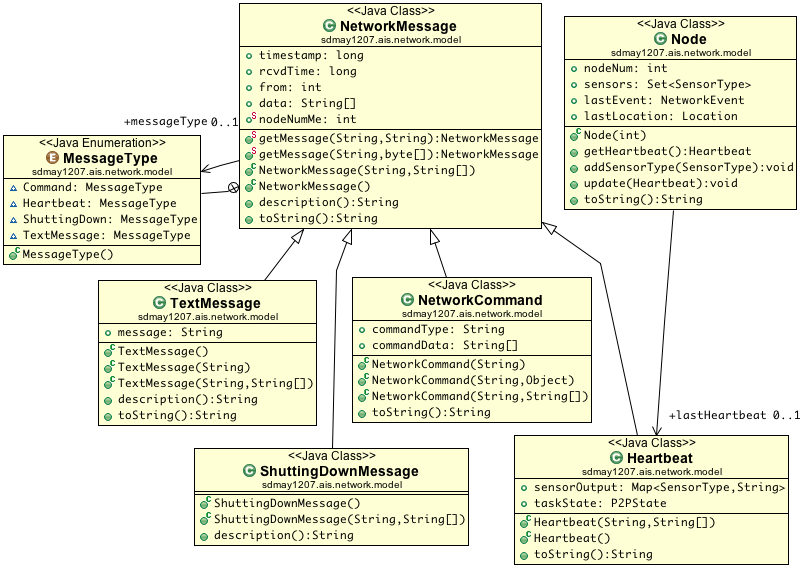 <<Java Class>>
NetworkMessage
sdmay1207.ais.network.model
timestamp: long
rcvdTime: long
from: int
data: String[]
nodeNumMe: int
getMessage(String,String):NetworkMessage
getMessage(String,byte[]):NetworkMessage
NetworkMessage(String,String[])
NetworkMessage()
description():String
toString():String
<<Java Class>>
Node
sdmay1207.ais.network.model
nodeNum: int
sensors: Set<SensorType>
lastEvent: NetworkEvent
lastLocation: Location
Node(int)
getHeartbeat():Heartbeat
addSensorType(SensorType):void
update(Heartbeat):void
toString():String
+messageType 0..1
<<Java Enumeration>>
MessageType
sdmay1207.ais.network.model
Command: MessageType
Heartbeat: MessageType
ShuttingDown: MessageType
TextMessage: MessageType
MessageType()
<<Java Class>>
TextMessage
sdmay1207.ais.network.model
message: String
TextMessage()
TextMessage(String)
TextMessage(String,String[])
description():String
toString():String
<<Java Class>>
NetworkCommand
sdmay1207.ais.network.model
commandType: String
commandData: String[]
NetworkCommand(String)
NetworkCommand(String,Object)
NetworkCommand(String,String[])
toString():String
+lastHeartbeat 0..1
<<Java Class>>
ShuttingDownMessage
sdmay1207.ais.network.model
ShuttingDownMessage()
ShuttingDownMessage(String,String[])
description():String
<<Java Class>>
Heartbeat
sdmay1207.ais.network.model
sensorOutput: Map<SensorType,String>
taskState: P2PState
Heartbeat(String,String[])
Heartbeat()
toString():String